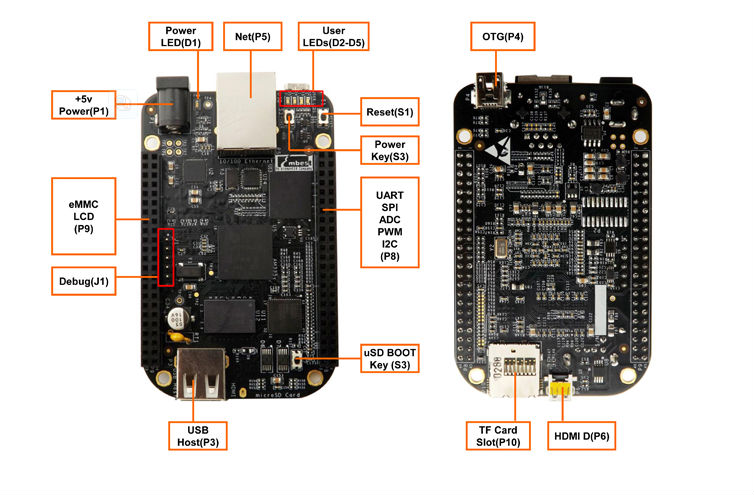 Power
LED(D1)
Net(P5)
User
LEDs(D2-D5)
OTG(P4)
+5v
Power(P1)
Reset(S1)
Power
Key(S3)
10/100 Ethernet
mbes
eMMC
LCD
(P9)
UART
SPI
ADC
PWM
I2C
(P8)
Debug(J1)
uSD BOOT
Key (S3)
HDMI
microSD Card
USB
Host(P3)
TF Card
Slot(P10)
HDMI D(P6)